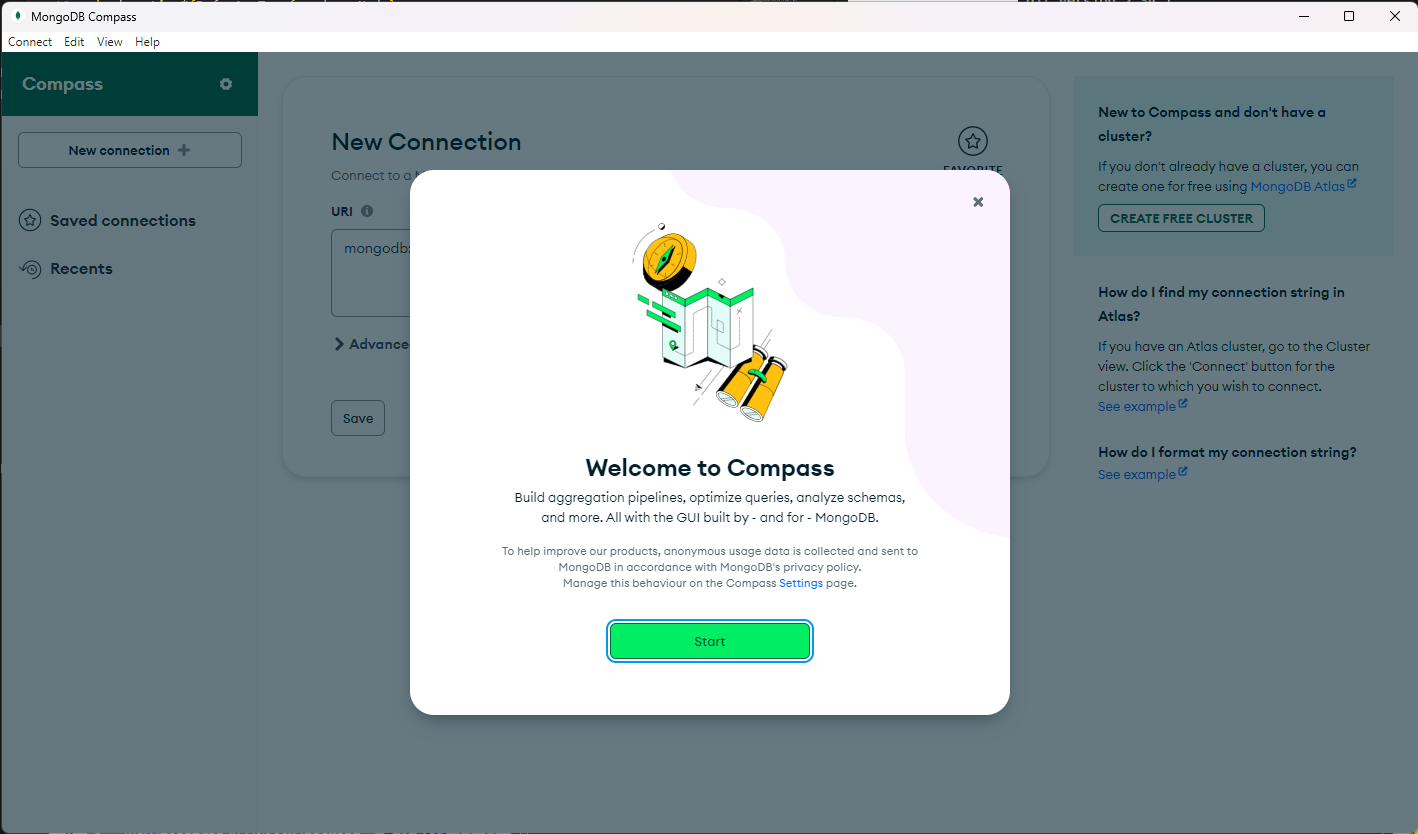 MongoDB Compass
Connect Edit View Help
Compass
New connection
Saved connections
Recents
New Connection
FAVORITE
Connect to a
URI
mongodb:
Save
Welcome to Compass
Build aggregation pipelines, optimize queries, analyze schemas,
and more. All with the GUI built by - and for - MongoDB.
To help improve our products, anonymous usage data is collected and sent to
MongoDB in accordance with MongoDB's privacy policy.
Manage this behaviour on the Compass Settings page.
Start
New to Compass and don't have a
cluster?
If you don't already have a cluster, you can
create one for free using MongoDB Atlas
CREATE FREE CLUSTER
How do I find my connection string in
Atlas?
If you have an Atlas cluster, go to the Cluster
view. Click the 'Connect' button for the
cluster to which you wish to connect.
See example
How do I format my connection string?
See example